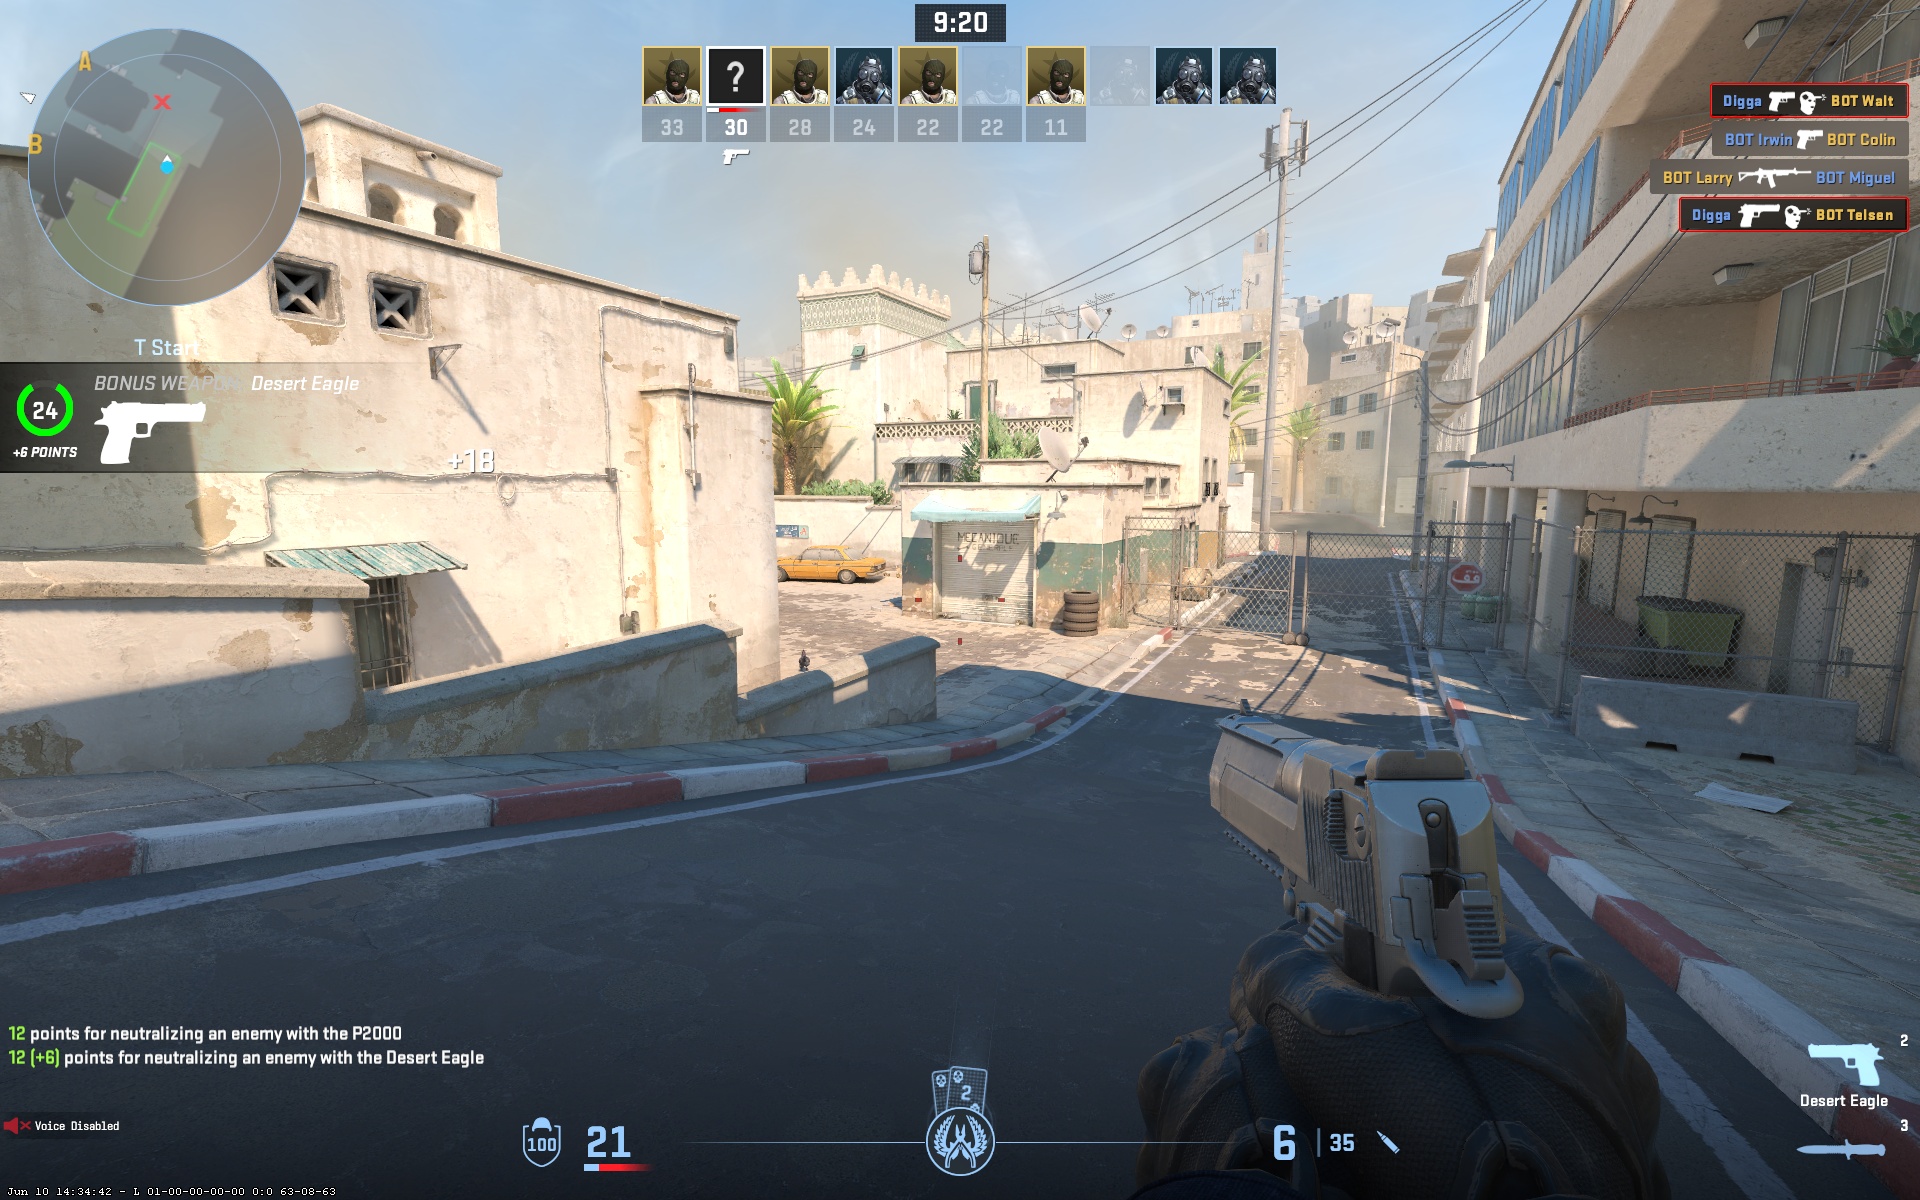 9:20
A
B
?
33
30
28
24
22
22
11
Digga BOT Walt
BOT Irwin BOT Colin
BOT Larry BOT Miguel
Digga BOT Telsen
T Start
BONUS WEAPON Desert Eagle
24
+6 POINTS
+18
MECANIQUE
12 points for neutralizing an enemy with the P2000
12 (+6) points for neutralizing an enemy with the Desert Eagle
Voice Disabled
100
21
2
6 | 35
2
Desert Eagle
3
Jun 10 14:34:42 - L 01-00-00-00-00 0:0 63-08-63